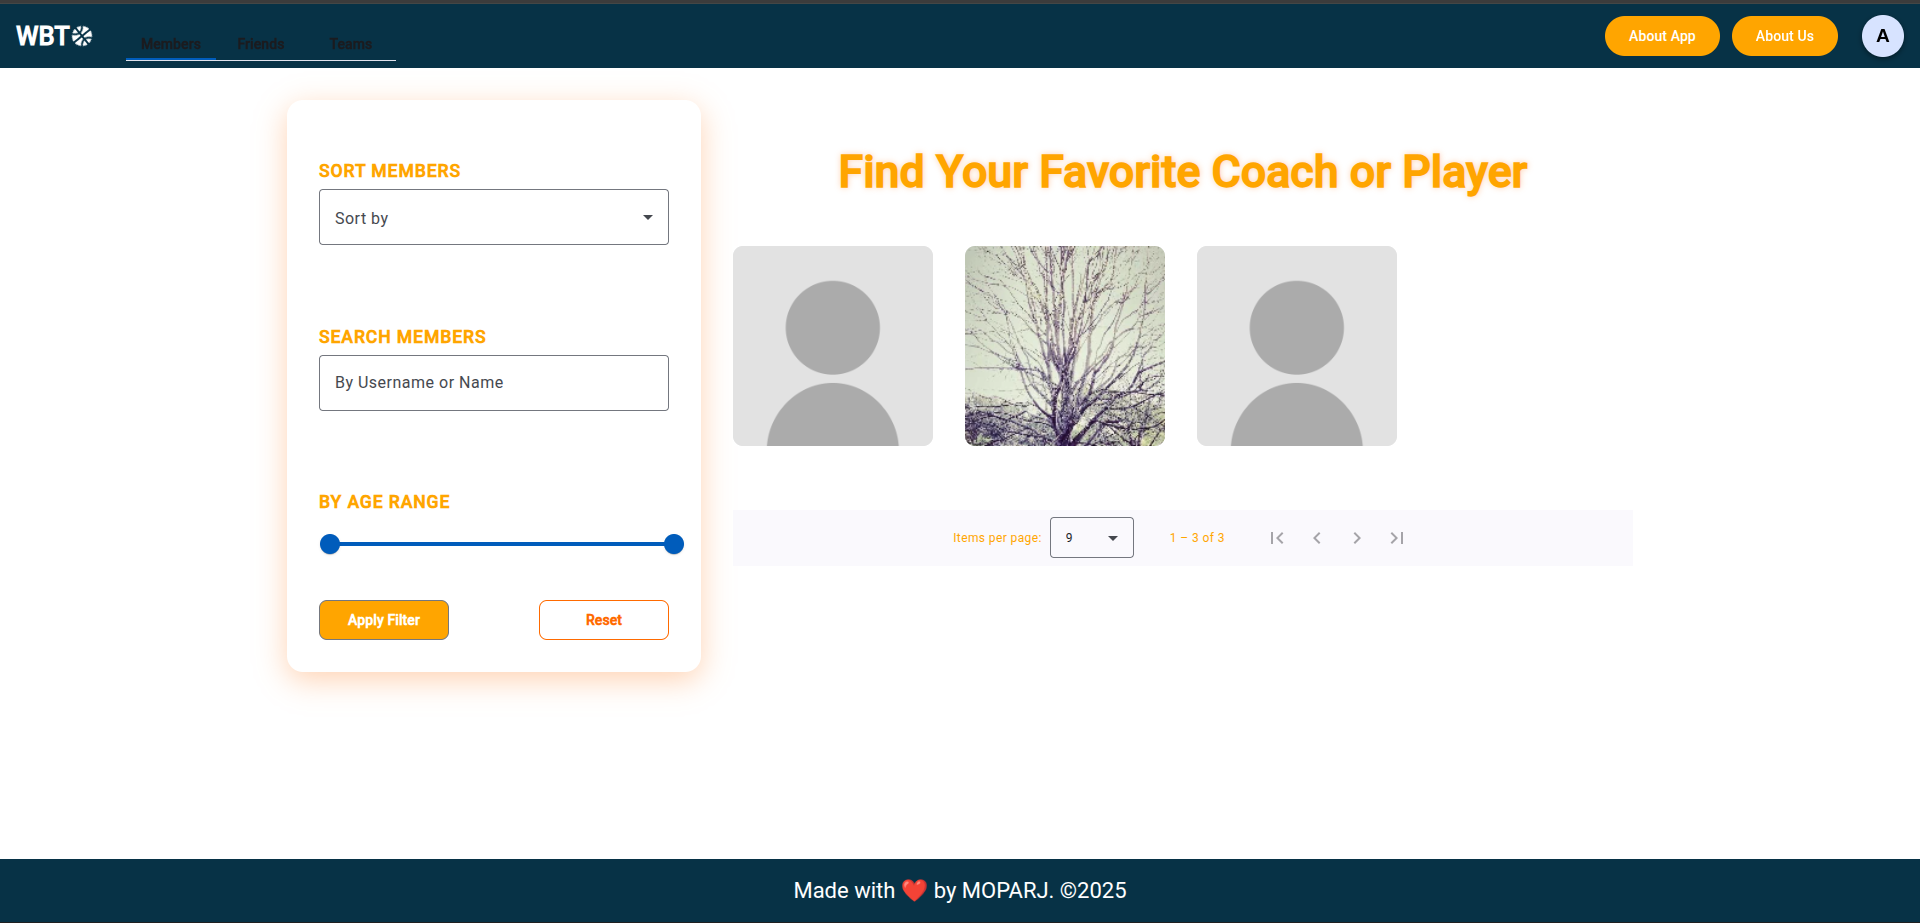 WBT
Members Friends Teams
About App About Us A
SORT MEMBERS
Sort by
SEARCH MEMBERS
By Username or Name
BY AGE RANGE
Apply Filter Reset
Find Your Favorite Coach or Player
Items per page: 9 1 – 3 of 3
Made with ❤️ by MOPARJ. ©2025